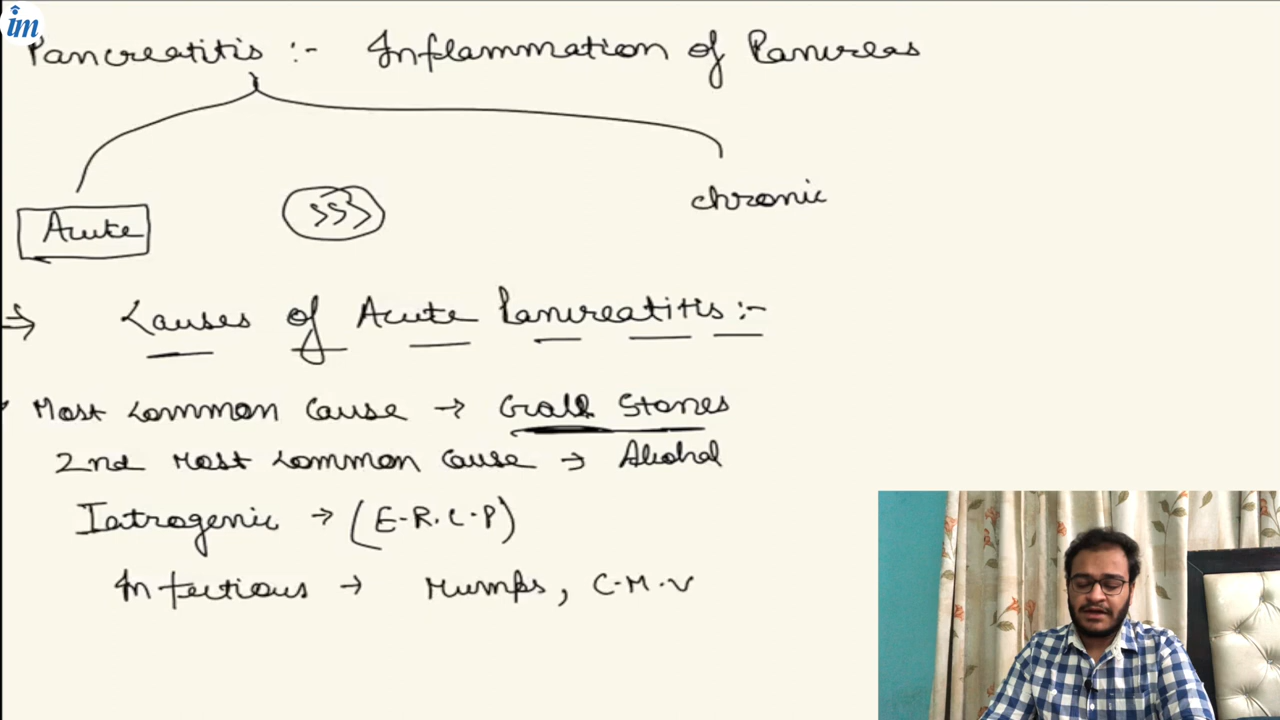 im
Pancreatitis :- Inflammation of Pancreas
Acute
chronic
⇒ Causes of Acute Pancreatitis :-
Most Common Cause → Gall Stones
2nd Most Common Cause → Alcohol
Iatrogenic → (E-R.C-P)
Infectious → Mumps, C-M-V